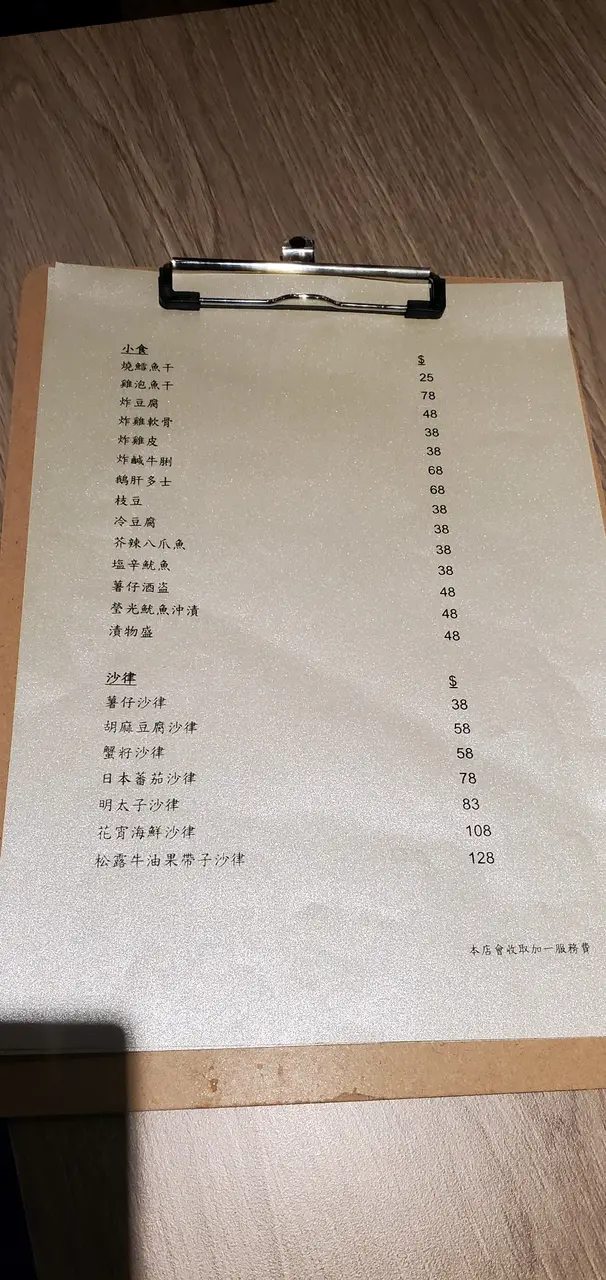 小食 $
燒鱈魚干 25
雞泡魚干 78
炸豆腐 48
炸雞軟骨 38
炸雞皮 38
炸鹹牛脷 68
鵝肝多士 68
枝豆 38
冷豆腐 38
芥辣八爪魚 38
塩辛魷魚 38
薯仔酒盗 48
瑩光魷魚沖漬 48
漬物盛 48
沙律 $
薯仔沙律 38
胡麻豆腐沙律 58
蟹籽沙律 58
日本蕃茄沙律 78
明太子沙律 83
花宵海鮮沙律 108
松露牛油果帶子沙律 128
本店會收取加一服務費